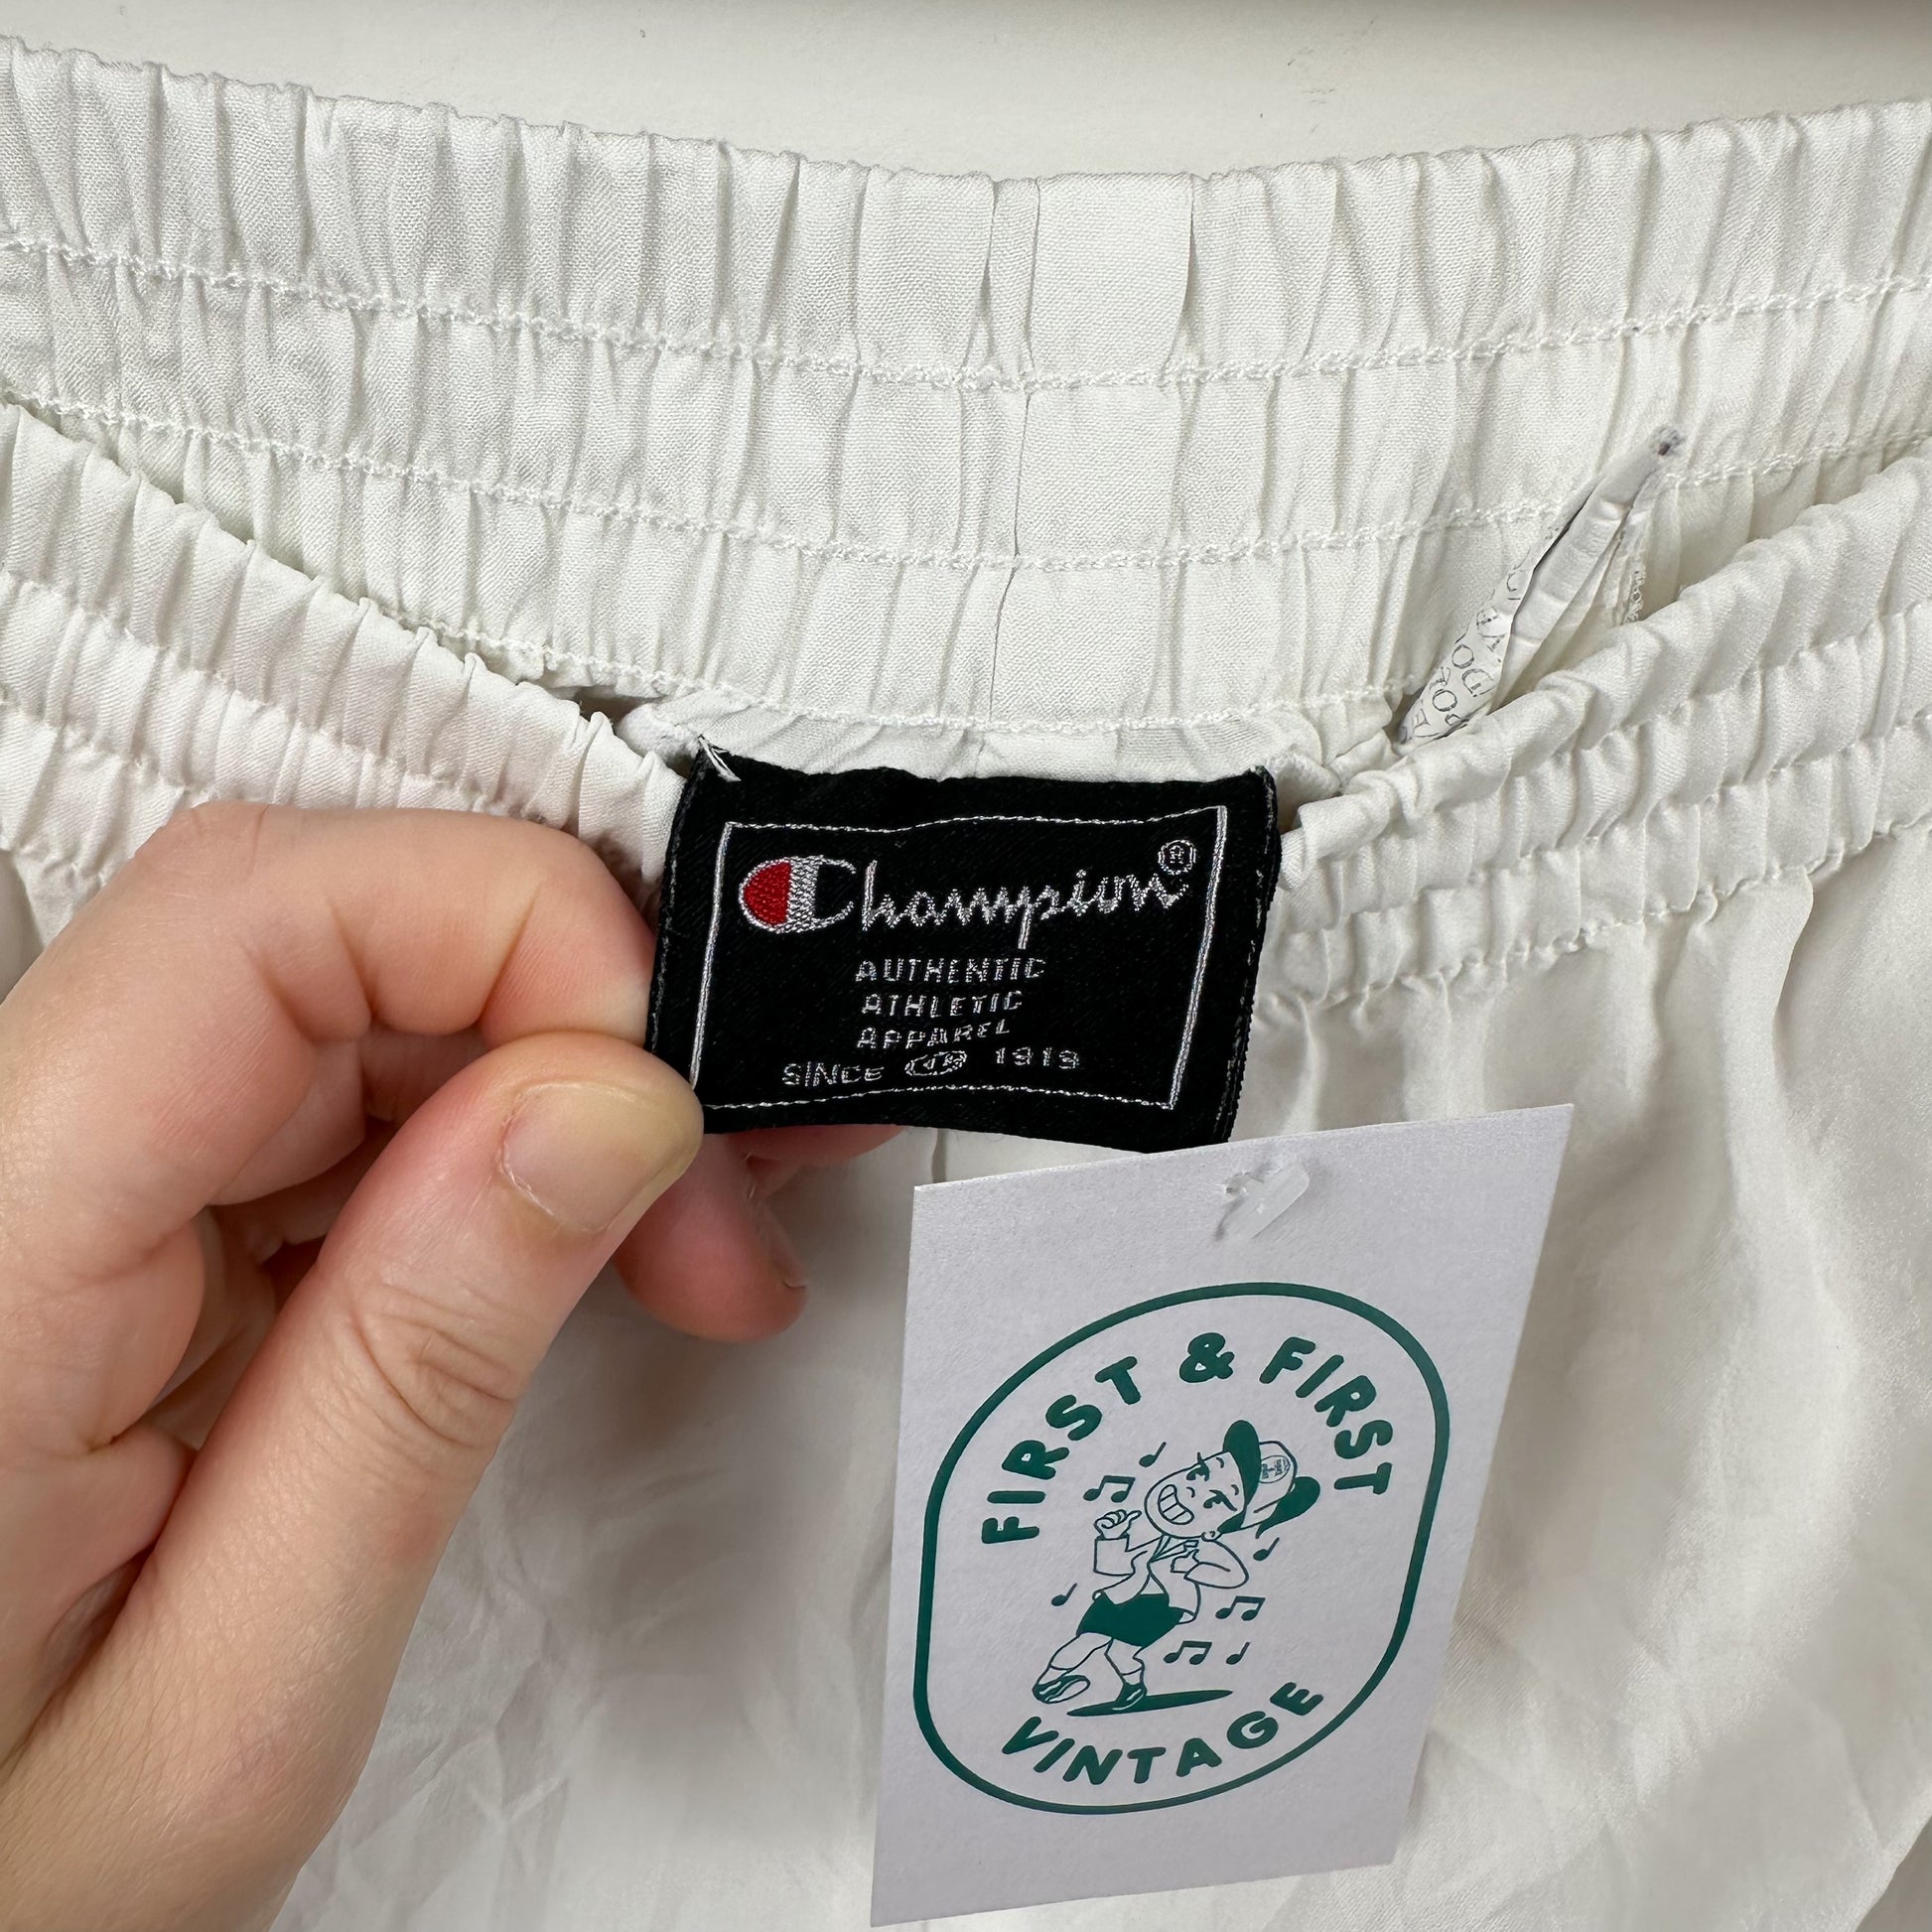 Champion®
AUTHENTIC
ATHLETIC
APPAREL
SINCE 1919
FIRST & FIRST
VINTAGE